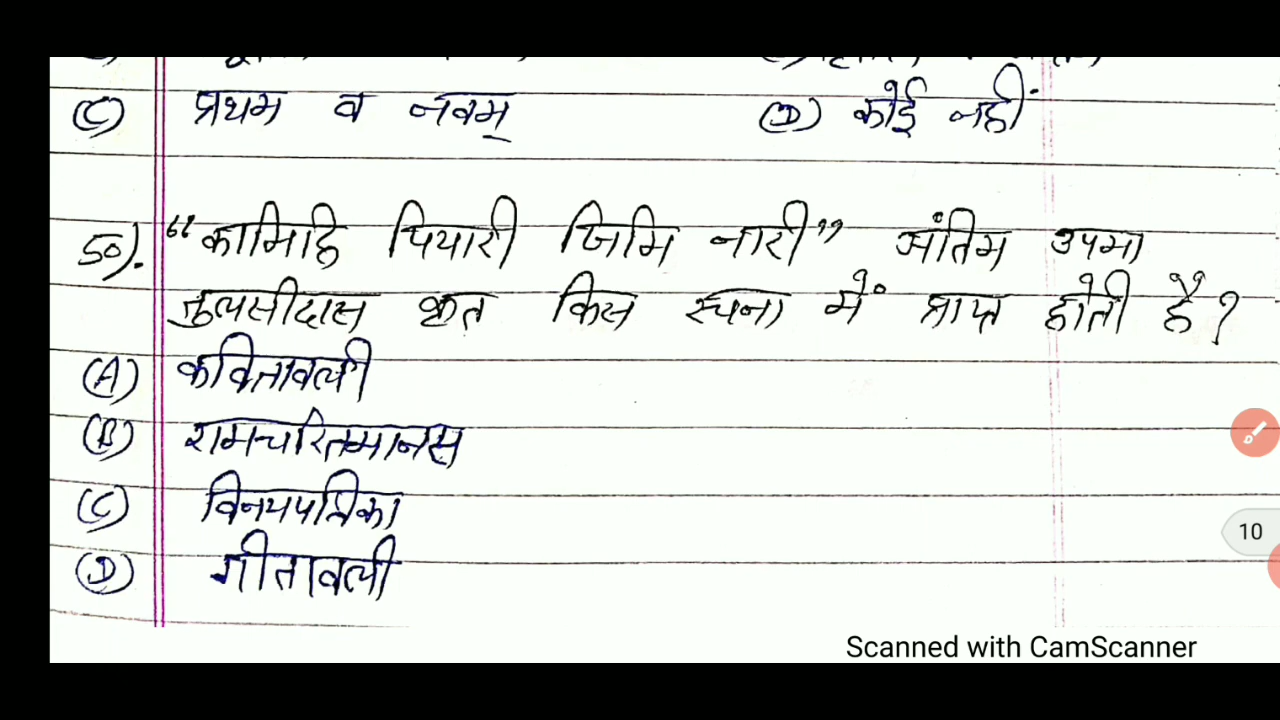 (C) प्रथम व नवम् (D) कोई नहीं
50). “कामिहि पियारी जिमि नारी” अंतिम उपमा
तुलसीदास कृत किस रचना में प्राप्त होती है?
(A) कवितावली
(B) रामचरितमानस
(C) विनयपत्रिका
(D) गीतावली
10
Scanned with CamScanner